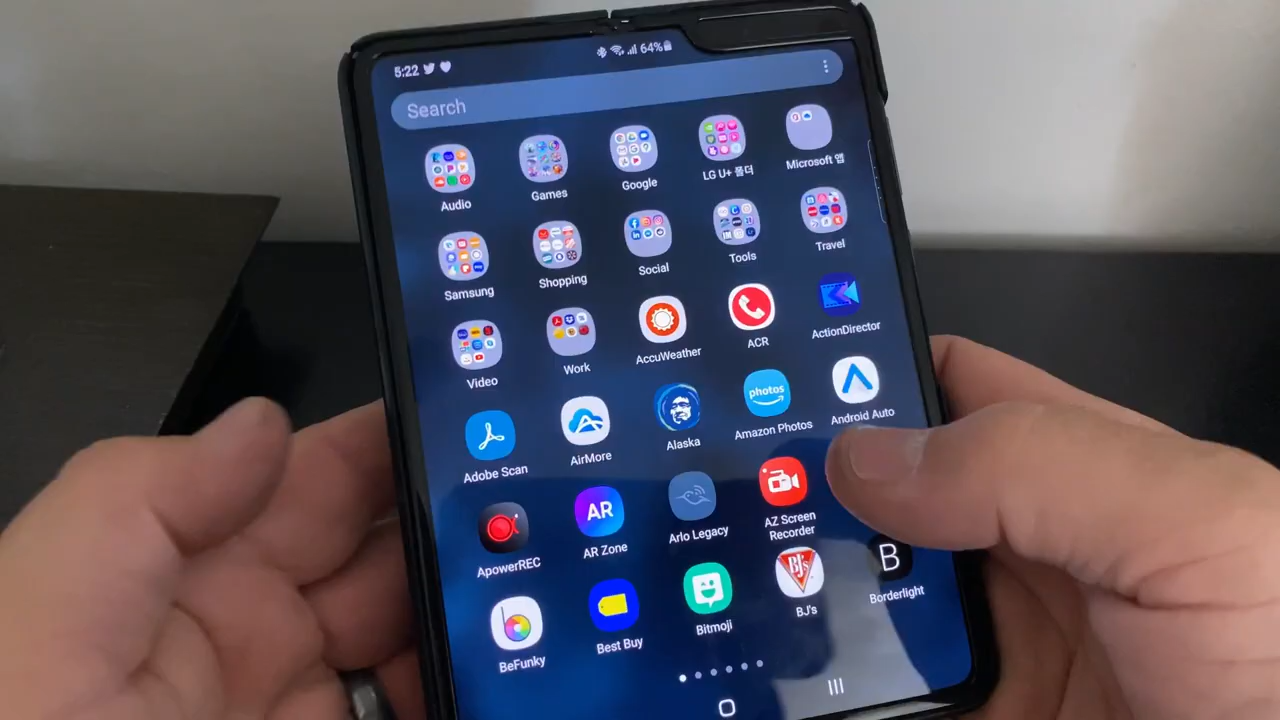 5:22
64%
Search
Audio
Games
Google
LG U+ 폴더
Microsoft 앱
Samsung
Shopping
Social
Tools
Travel
Video
Work
AccuWeather
ACR
ActionDirector
photos
Adobe Scan
AirMore
Alaska
Amazon Photos
Android Auto
AR
ApowerREC
AR Zone
Arlo Legacy
AZ Screen
Recorder
BJ's
B
BeFunky
Best Buy
Bitmoji
BJ's
Borderlight